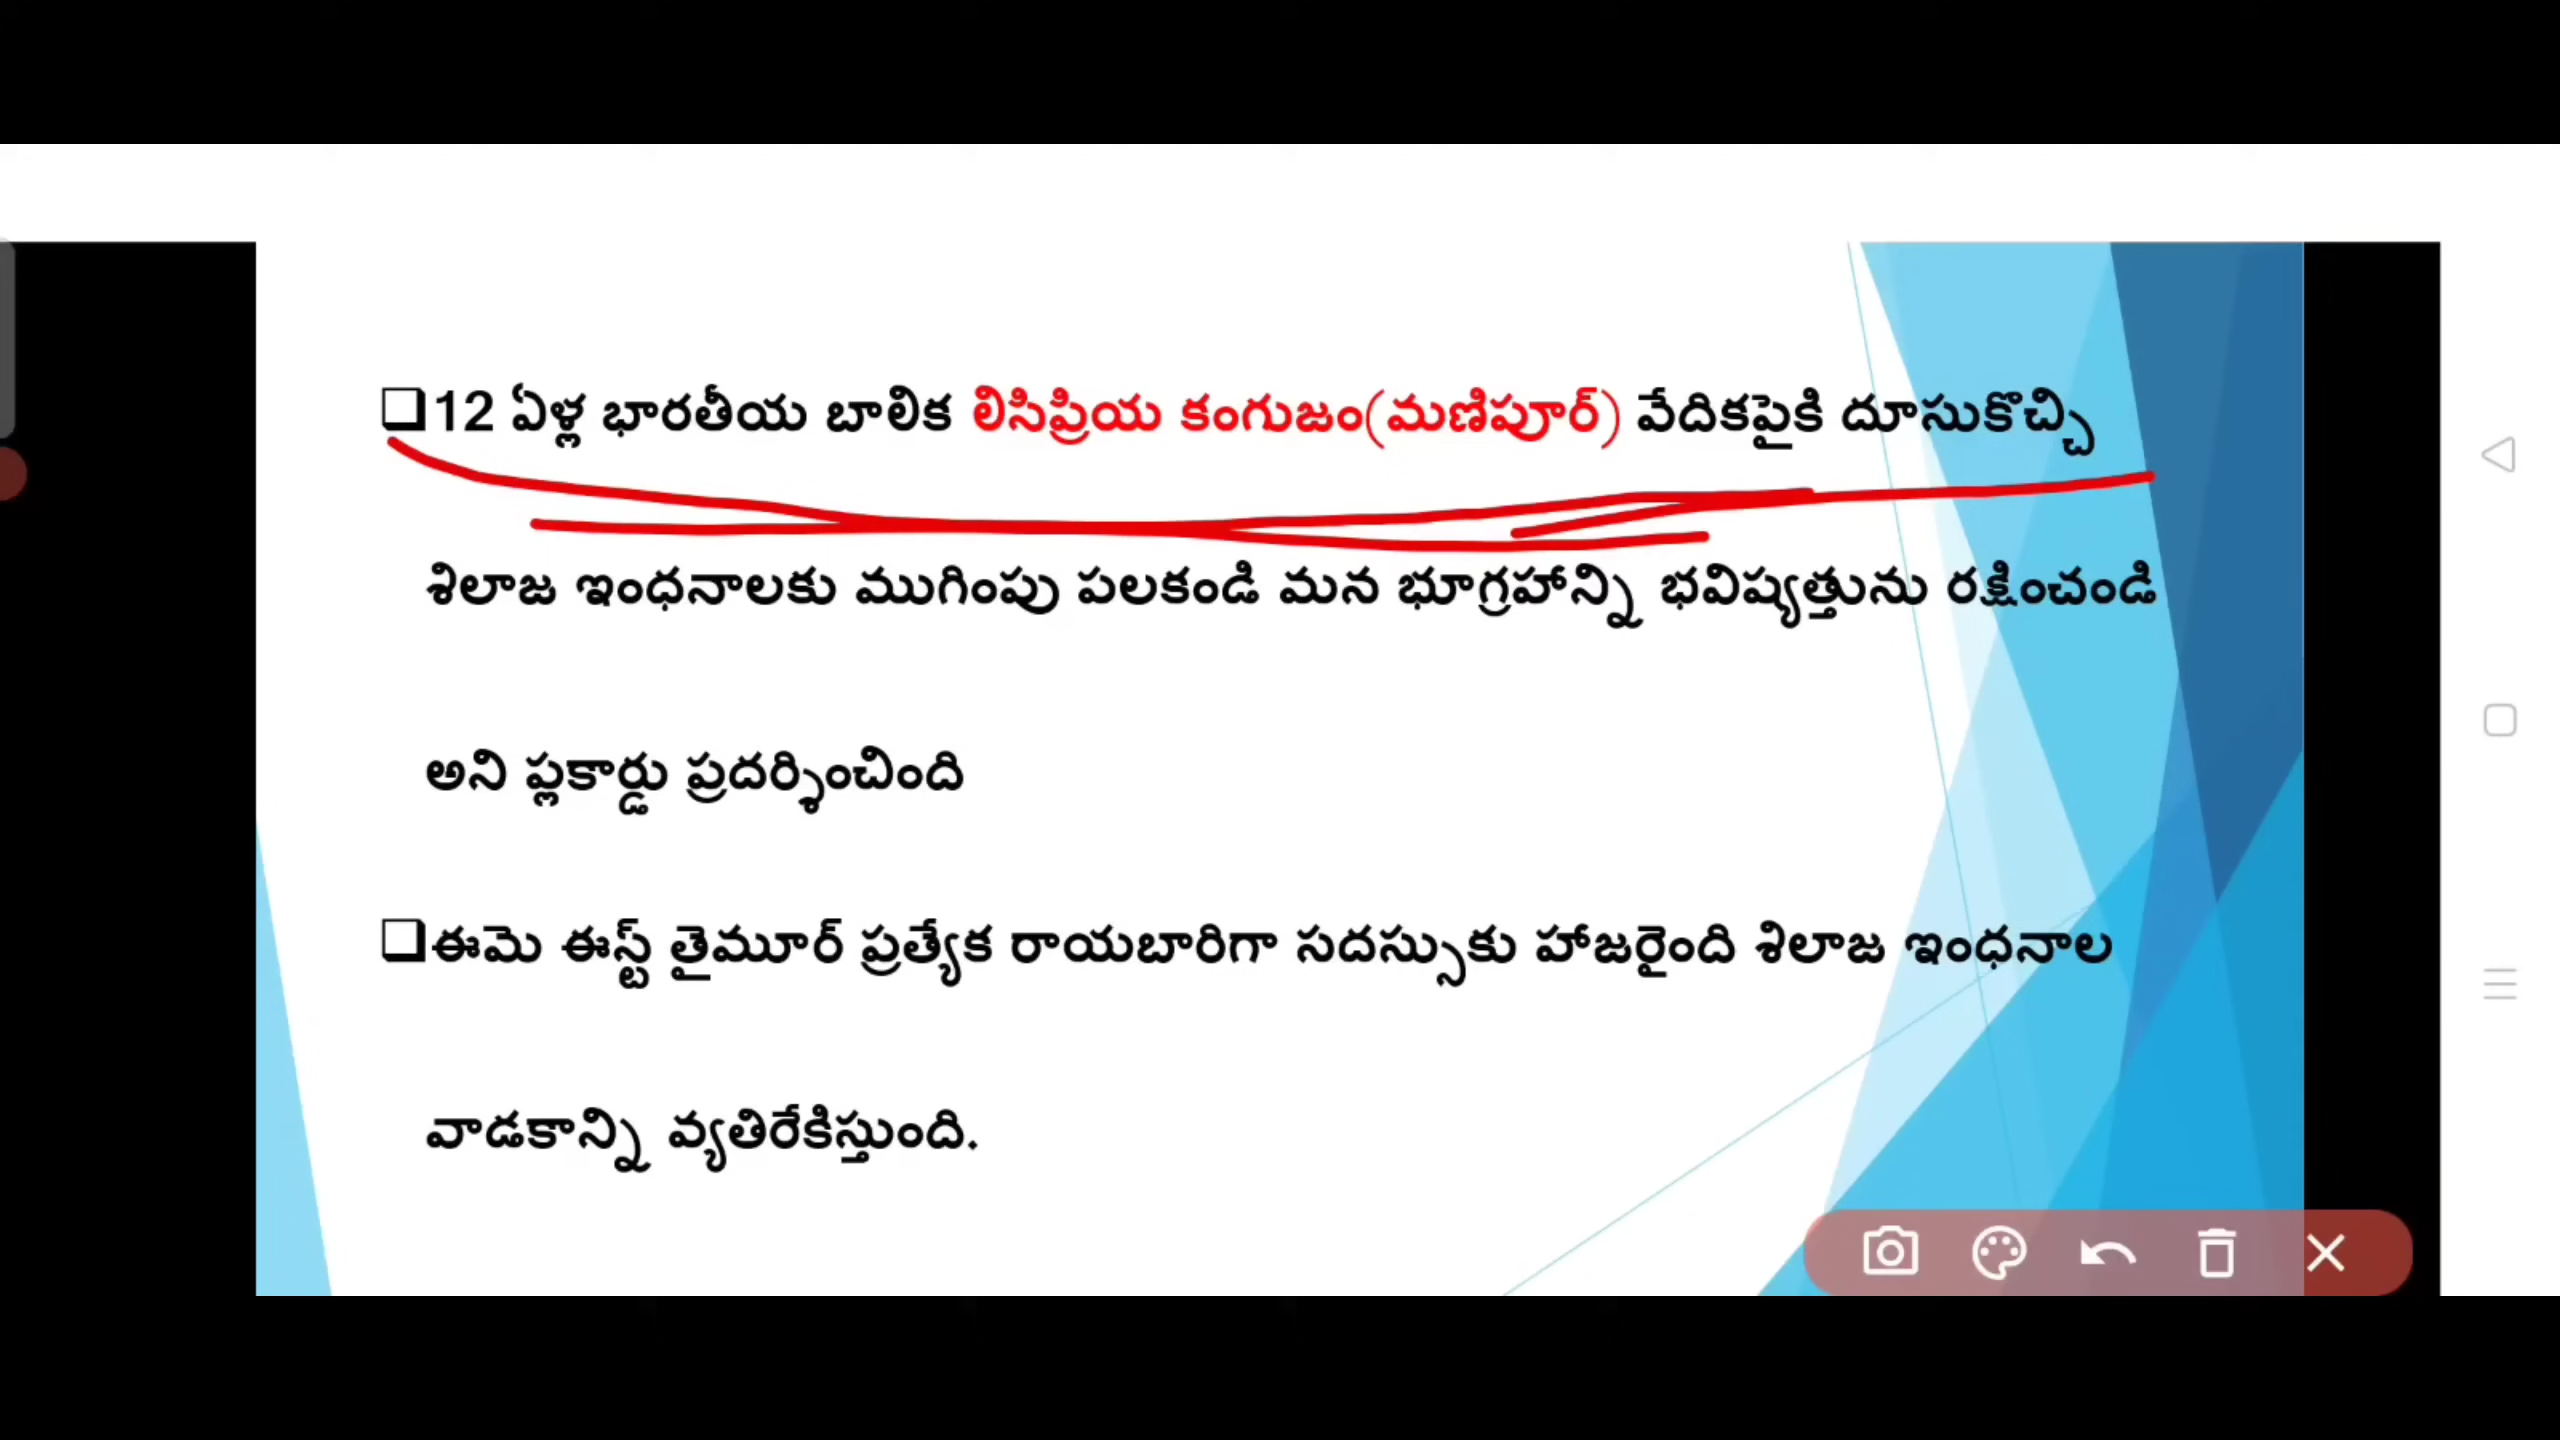 ❑12 ఏళ్ల భారతీయ బాలిక లిసిప్రియ కంగుజం(మణిపూర్) వేదికపైకి దూసుకొచ్చి
శిలాజ ఇంధనాలకు ముగింపు పలకండి మన భూగ్రహాన్ని భవిష్యత్తును రక్షించండి
అని ప్లకార్డు ప్రదర్శించింది
❑ఈమె ఈస్ట్ తైమూర్ ప్రత్యేక రాయబారిగా సదస్సుకు హాజరైంది శిలాజ ఇంధనాల
వాడకాన్ని వ్యతిరేకిస్తుంది.